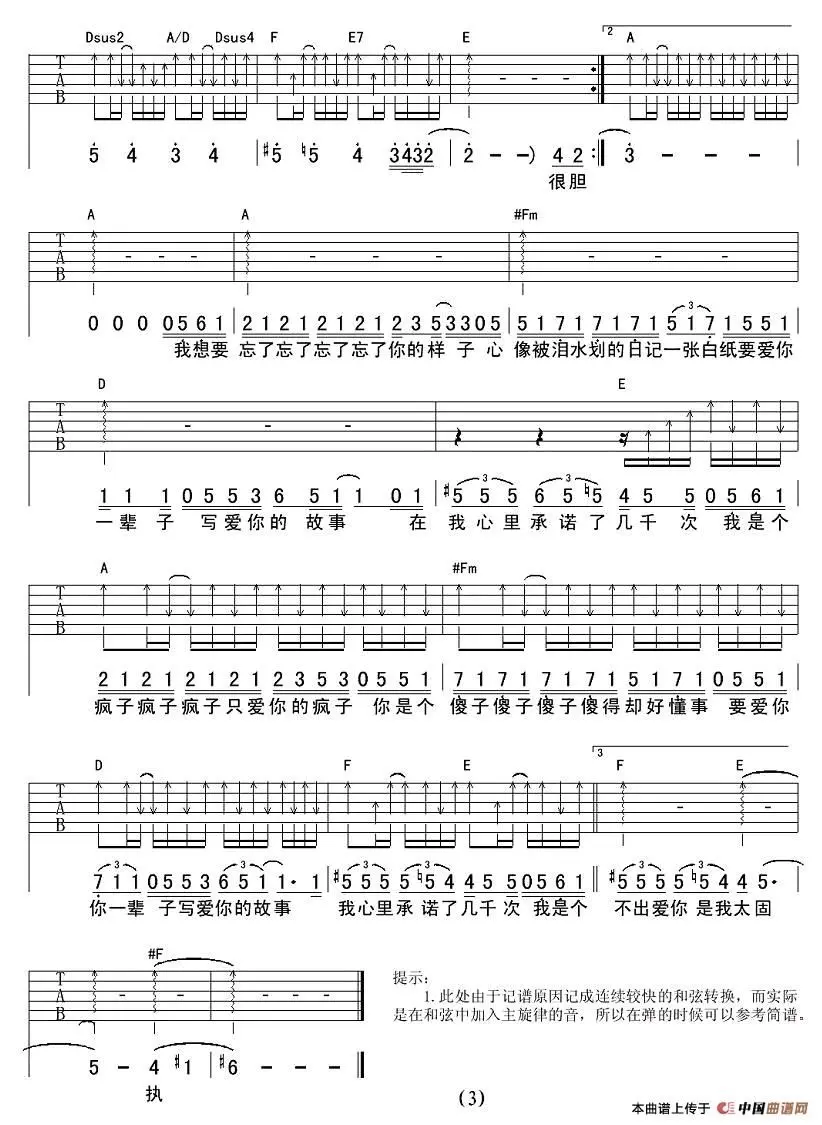 Dsus2 A/D Dsus4 F E7 E 2 A
T A B
5 4 3 4 #5 ♮5 4 3432 2 - -) 4 2 :‖ 3 - - -
很胆
A A #Fm
T A B
0 0 0 0561 2121 2121 235 3305 5171 7171 517 1551
我想要 忘了忘了忘了忘了你的样子心 像被泪水划的日记一张白纸要爱你
D E
T A B
1 1 1 0553 6 51 1 01 #555 65♮5 45 5 0561
一辈子 写爱你的故事 在 我心里承诺了几千次 我是个
A #Fm
T A B
2121 2121 2353 0551 7171 7171 5171 0551
疯子疯子疯子只爱你的疯子 你是个 傻子傻子傻子傻得却好懂事 要爱你
D F E 3 F E
T A B
711 0553 651 1· 1 #555 5♮54 45 5 0561 #555 5♮54 4 5·
你一辈 子写爱你的故事 我心里承诺了几千次 我是个 不出爱你 是我太固
#F
T A B
5 - 4 #1 #6 - -
执
提示:
1. 此处由于记谱原因记成连续较快的和弦转换，而实际
是在和弦中加入主旋律的音，所以在弹的时候可以参考简谱。
(3)
本曲谱上传于 中国曲谱网